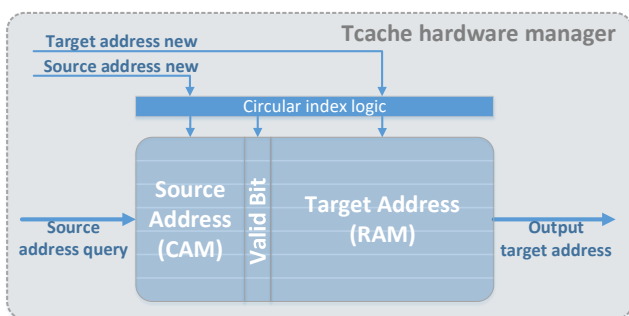 Tcache hardware manager
Target address new
Source address new
Circular index logic
Source
Address
(CAM)
Valid Bit
Target Address
(RAM)
Source
address query
Output
target address